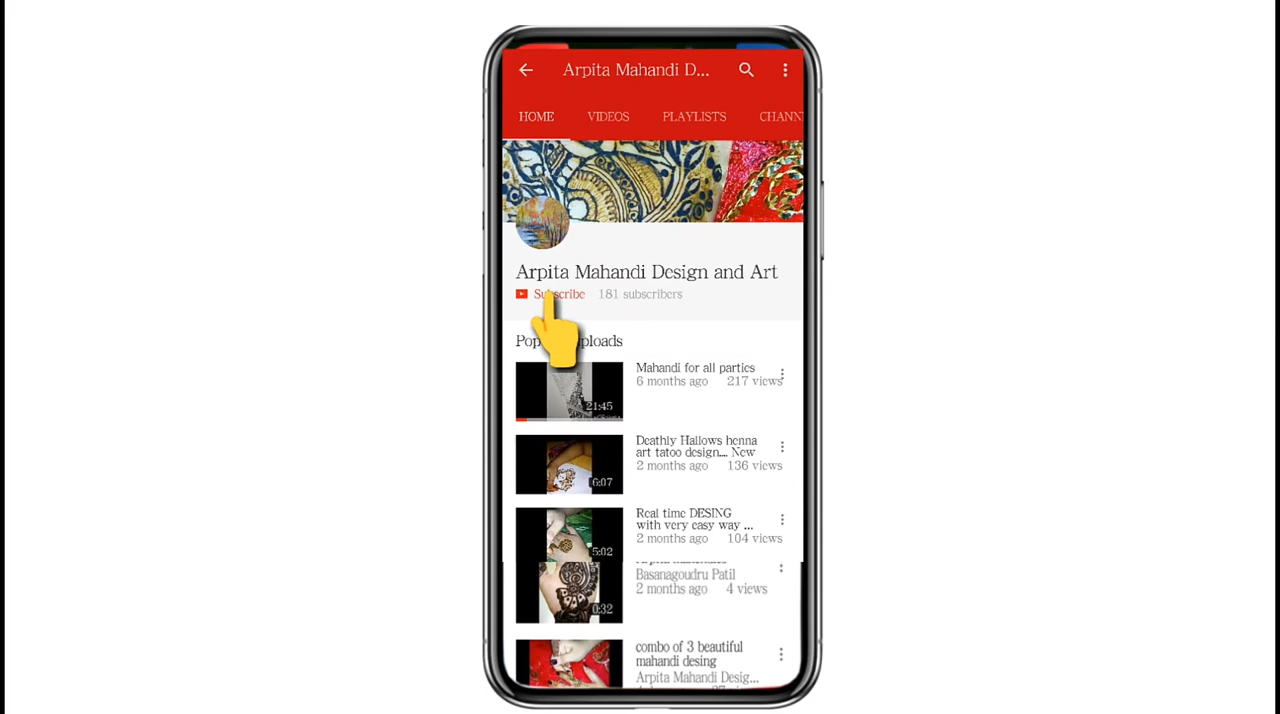 Arpita Mahandi D...
HOME VIDEOS PLAYLISTS CHANN
Arpita Mahandi Design and Art
Subscribe 181 subscribers
Pop uploads
Mahandi for all parties
6 months ago 217 views
21:45
Deathly Hallows henna
art tatoo design.... New
2 months ago 136 views
6:07
Real time DESING
with very easy way ...
2 months ago 104 views
5:02
Basanagoudru Patil
2 months ago 4 views
0:32
combo of 3 beautiful
mahandi desing
Arpita Mahandi Desig...